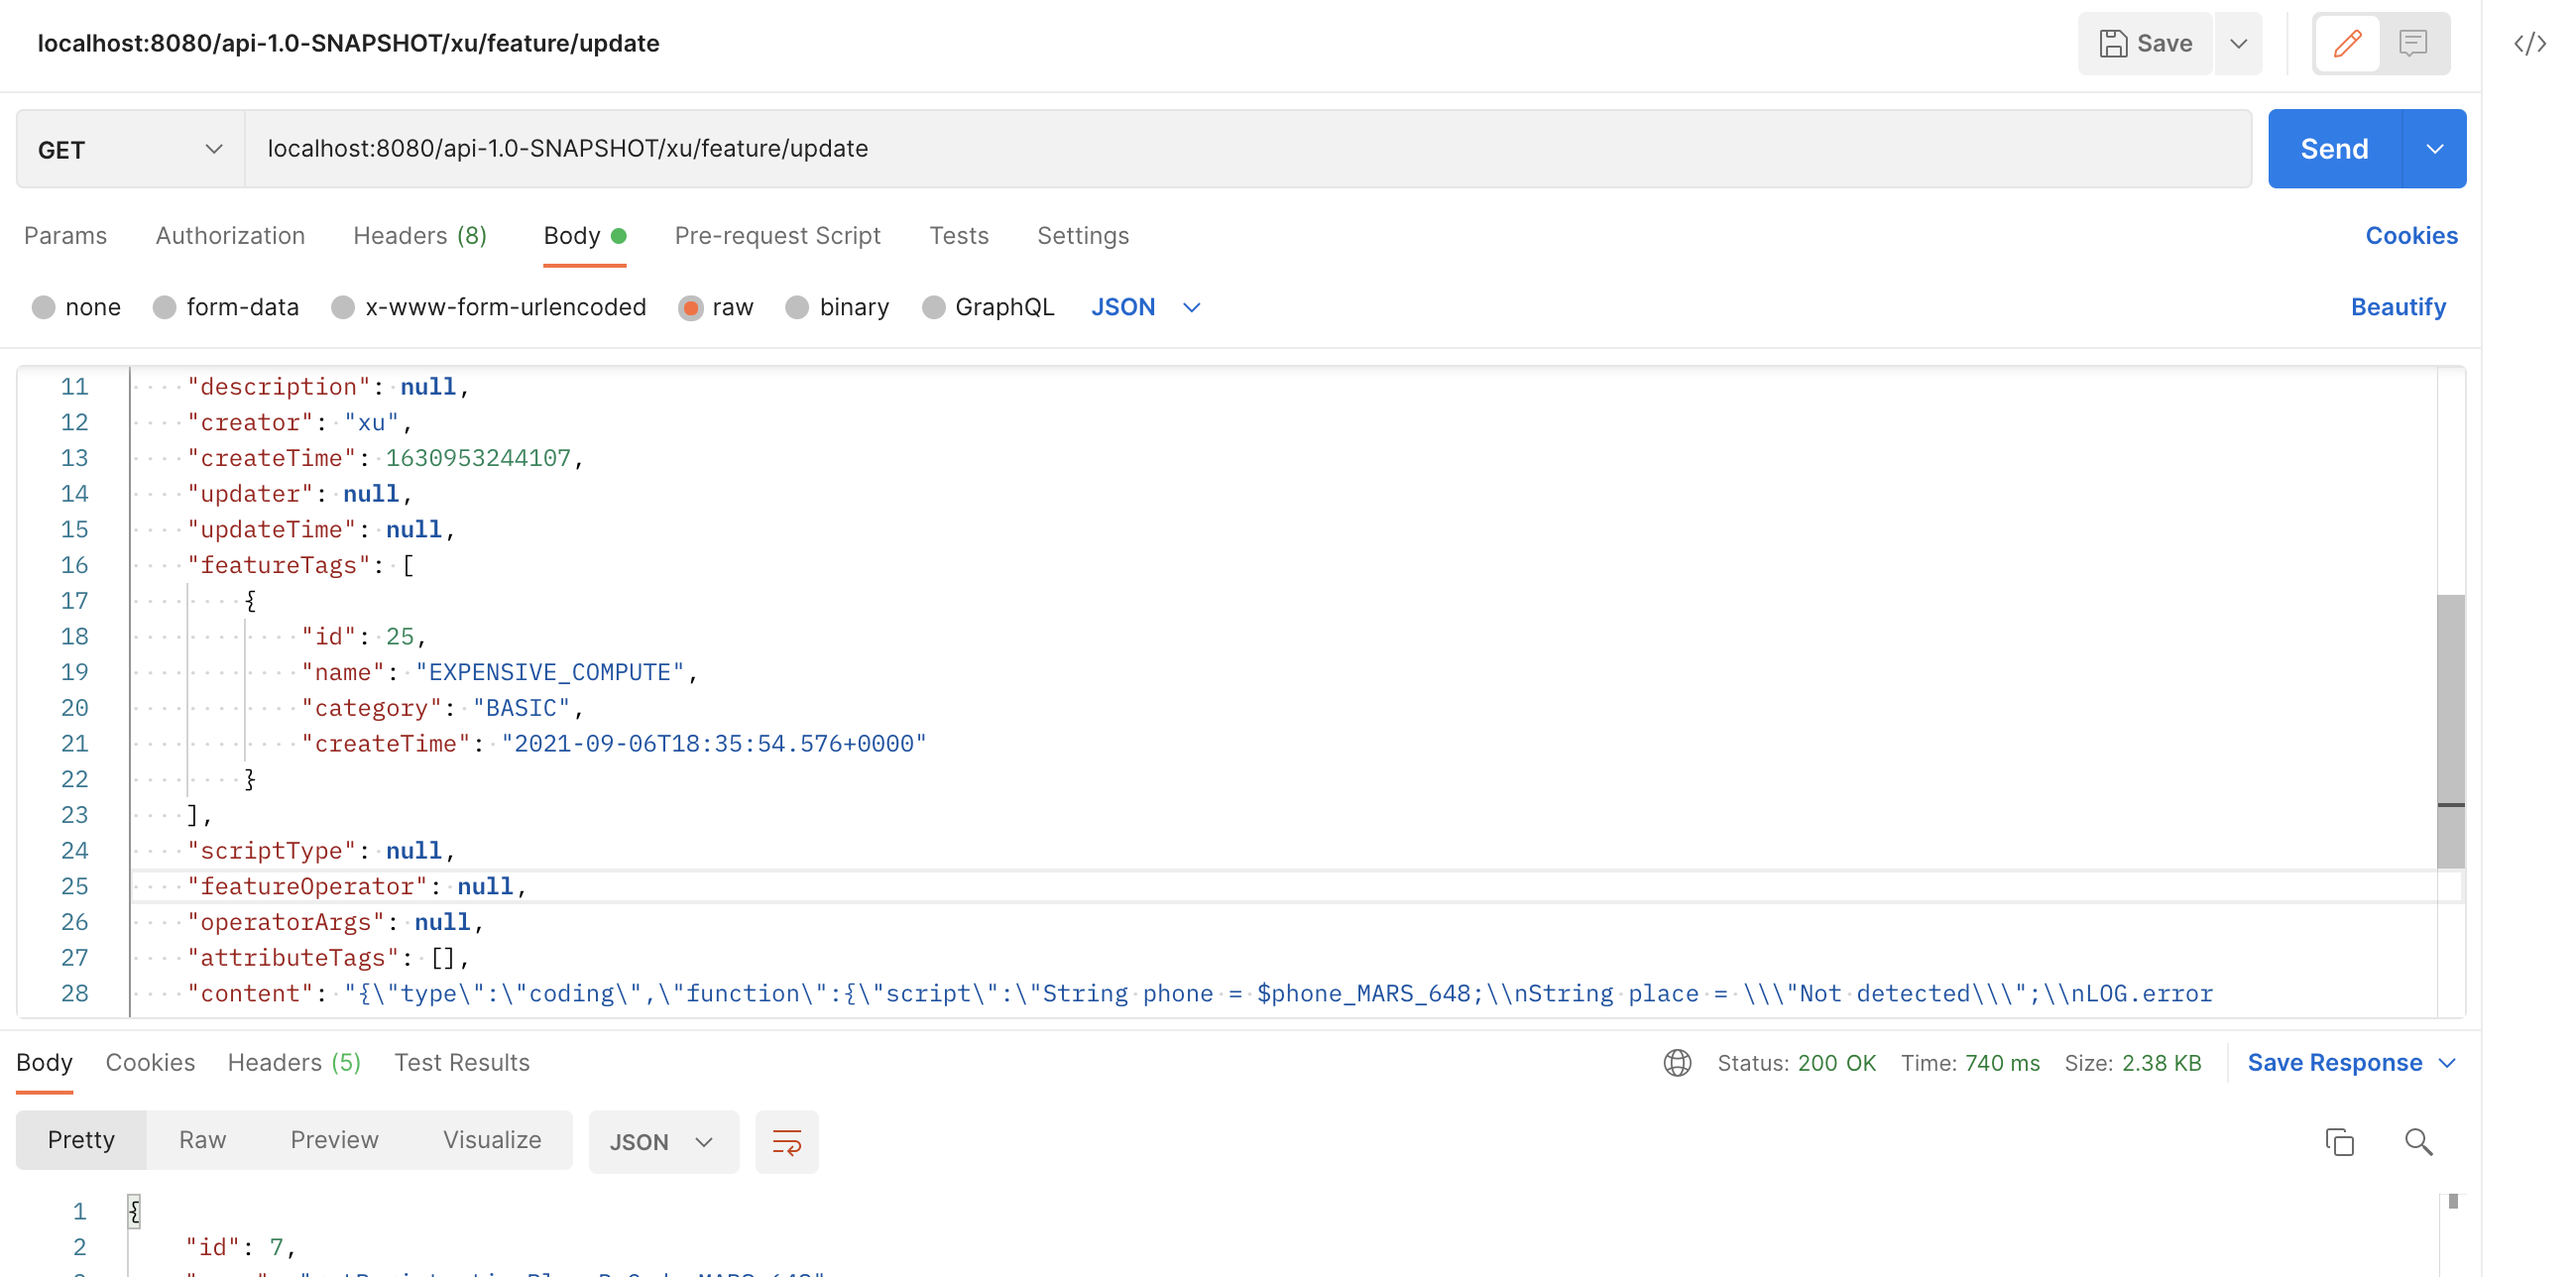 localhost:8080/api-1.0-SNAPSHOT/xu/feature/update
Save
GET
localhost:8080/api-1.0-SNAPSHOT/xu/feature/update
Send
Params Authorization Headers (8) Body Pre-request Script Tests Settings Cookies
none form-data x-www-form-urlencoded raw binary GraphQL JSON Beautify
11 "description": null,
12 "creator": "xu",
13 "createTime": 1630953244107,
14 "updater": null,
15 "updateTime": null,
16 "featureTags": [
17 {
18 "id": 25,
19 "name": "EXPENSIVE_COMPUTE",
20 "category": "BASIC",
21 "createTime": "2021-09-06T18:35:54.576+0000"
22 }
23 ],
24 "scriptType": null,
25 "featureOperator": null,
26 "operatorArgs": null,
27 "attributeTags": [],
28 "content": "{\"type\":\"coding\",\"function\":{\"script\":\"String phone = $phone_MARS_648;\\nString place = \\\"Not detected\\\";\\nLOG.error
Body Cookies Headers (5) Test Results Status: 200 OK Time: 740 ms Size: 2.38 KB Save Response
Pretty Raw Preview Visualize JSON
1 {
2 "id": 7,